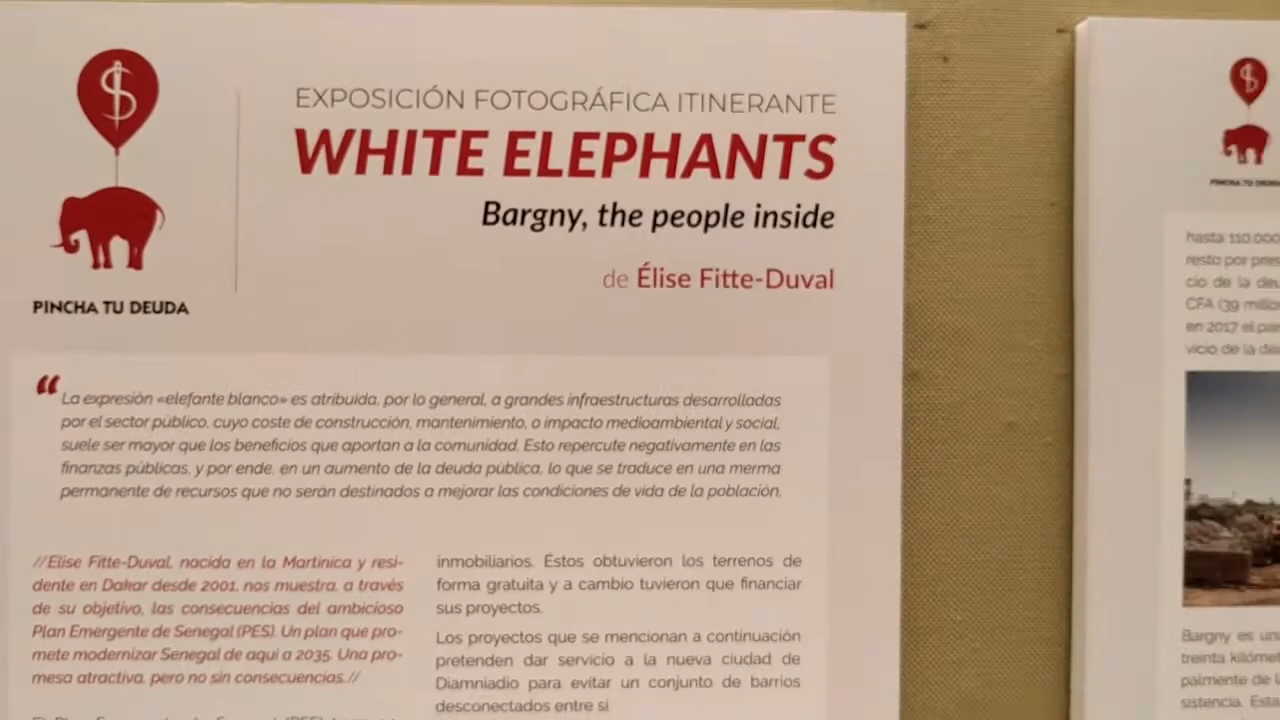 EXPOSICIÓN FOTOGRÁFICA ITINERANTE
WHITE ELEPHANTS
Bargny, the people inside
de Élise Fitte-Duval
PINCHA TU DEUDA
“La expresión «elefante blanco» es atribuida, por lo general, a grandes infraestructuras desarrolladas
por el sector público, cuyo coste de construcción, mantenimiento, o impacto medioambiental y social,
suele ser mayor que los beneficios que aportan a la comunidad. Esto repercute negativamente en las
finanzas públicas, y por ende, en un aumento de la deuda pública, lo que se traduce en una merma
permanente de recursos que no serán destinados a mejorar las condiciones de vida de la población.
//Elise Fitte-Duval, nacida en la Martinica y resi-
dente en Dakar desde 2001, nos muestra, a través
de su objetivo, las consecuencias del ambicioso
Plan Emergente de Senegal (PES). Un plan que pro-
mete modernizar Senegal de aquí a 2035. Una pro-
mesa atractiva, pero no sin consecuencias.//
inmobiliarios. Éstos obtuvieron los terrenos de
forma gratuita y a cambio tuvieron que financiar
sus proyectos.
Los proyectos que se mencionan a continuación
pretenden dar servicio a la nueva ciudad de
Diamniadio para evitar un conjunto de barrios
desconectados entre sí
PINCHA TU
hasta 110.000
resto por
cio de la
CFA (39
en 2017 el
vicio de la
Bargny es
treinta
palmente de
sistencia.